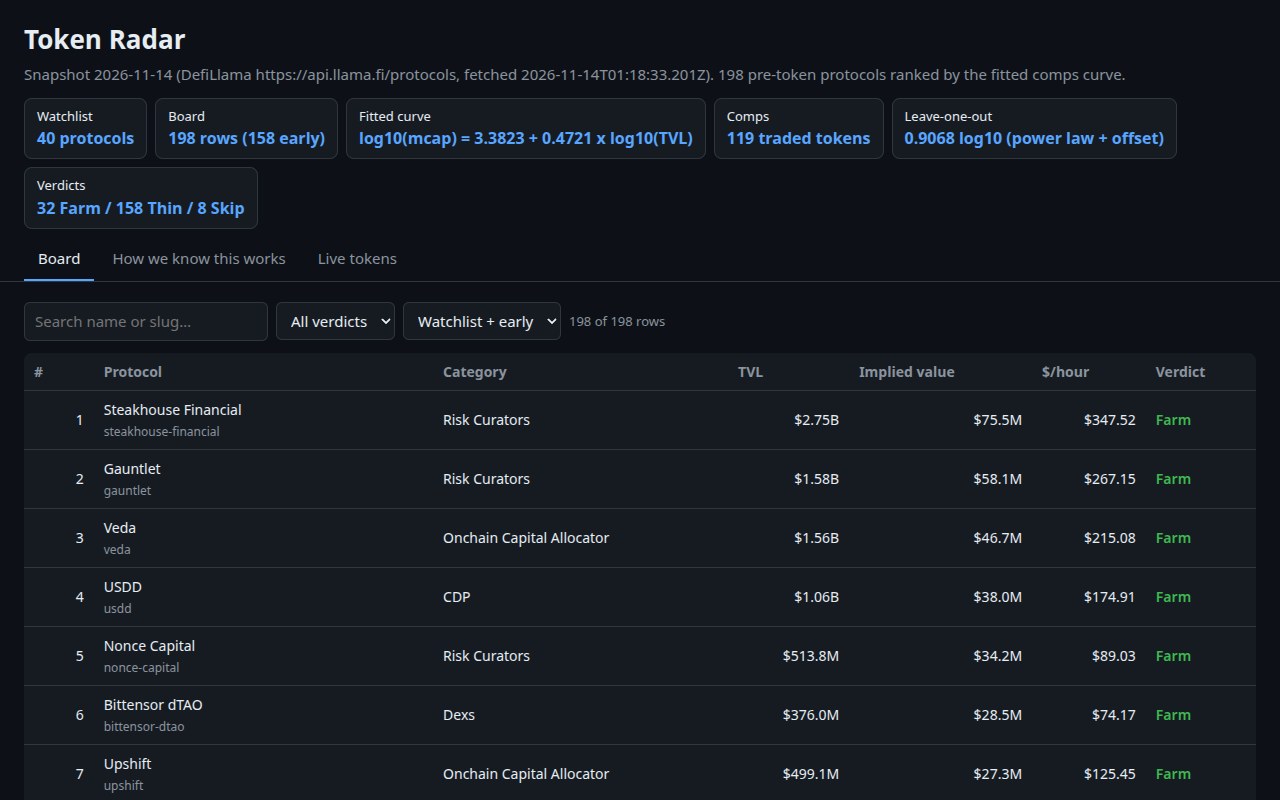 Token Radar
Snapshot 2026-11-14 (DefiLlama https://api.llama.fi/protocols, fetched 2026-11-14T01:18:33.201Z). 198 pre-token protocols ranked by the fitted comps curve.
Watchlist
40 protocols
Board
198 rows (158 early)
Fitted curve
log10(mcap) = 3.3823 + 0.4721 x log10(TVL)
Comps
119 traded tokens
Leave-one-out
0.9068 log10 (power law + offset)
Verdicts
32 Farm / 158 Thin / 8 Skip
Board How we know this works Live tokens
Search name or slug... All verdicts Watchlist + early 198 of 198 rows
# Protocol Category TVL Implied value $/hour Verdict
1 Steakhouse Financial Risk Curators $2.75B $75.5M $347.52 Farm
steakhouse-financial
2 Gauntlet Risk Curators $1.58B $58.1M $267.15 Farm
gauntlet
3 Veda Onchain Capital Allocator $1.56B $46.7M $215.08 Farm
veda
4 USDD CDP $1.06B $38.0M $174.91 Farm
usdd
5 Nonce Capital Risk Curators $513.8M $34.2M $89.03 Farm
nonce-capital
6 Bittensor dTAO Dexs $376.0M $28.5M $74.17 Farm
bittensor-dtao
7 Upshift Onchain Capital Allocator $499.1M $27.3M $125.45 Farm
upshift